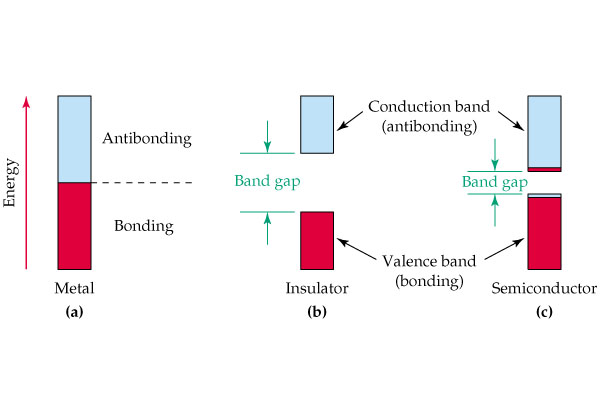 Energy
Antibonding
Bonding
Metal
(a)
Band gap
Insulator
(b)
Conduction band
(antibonding)
Valence band
(bonding)
Band gap
Semiconductor
(c)